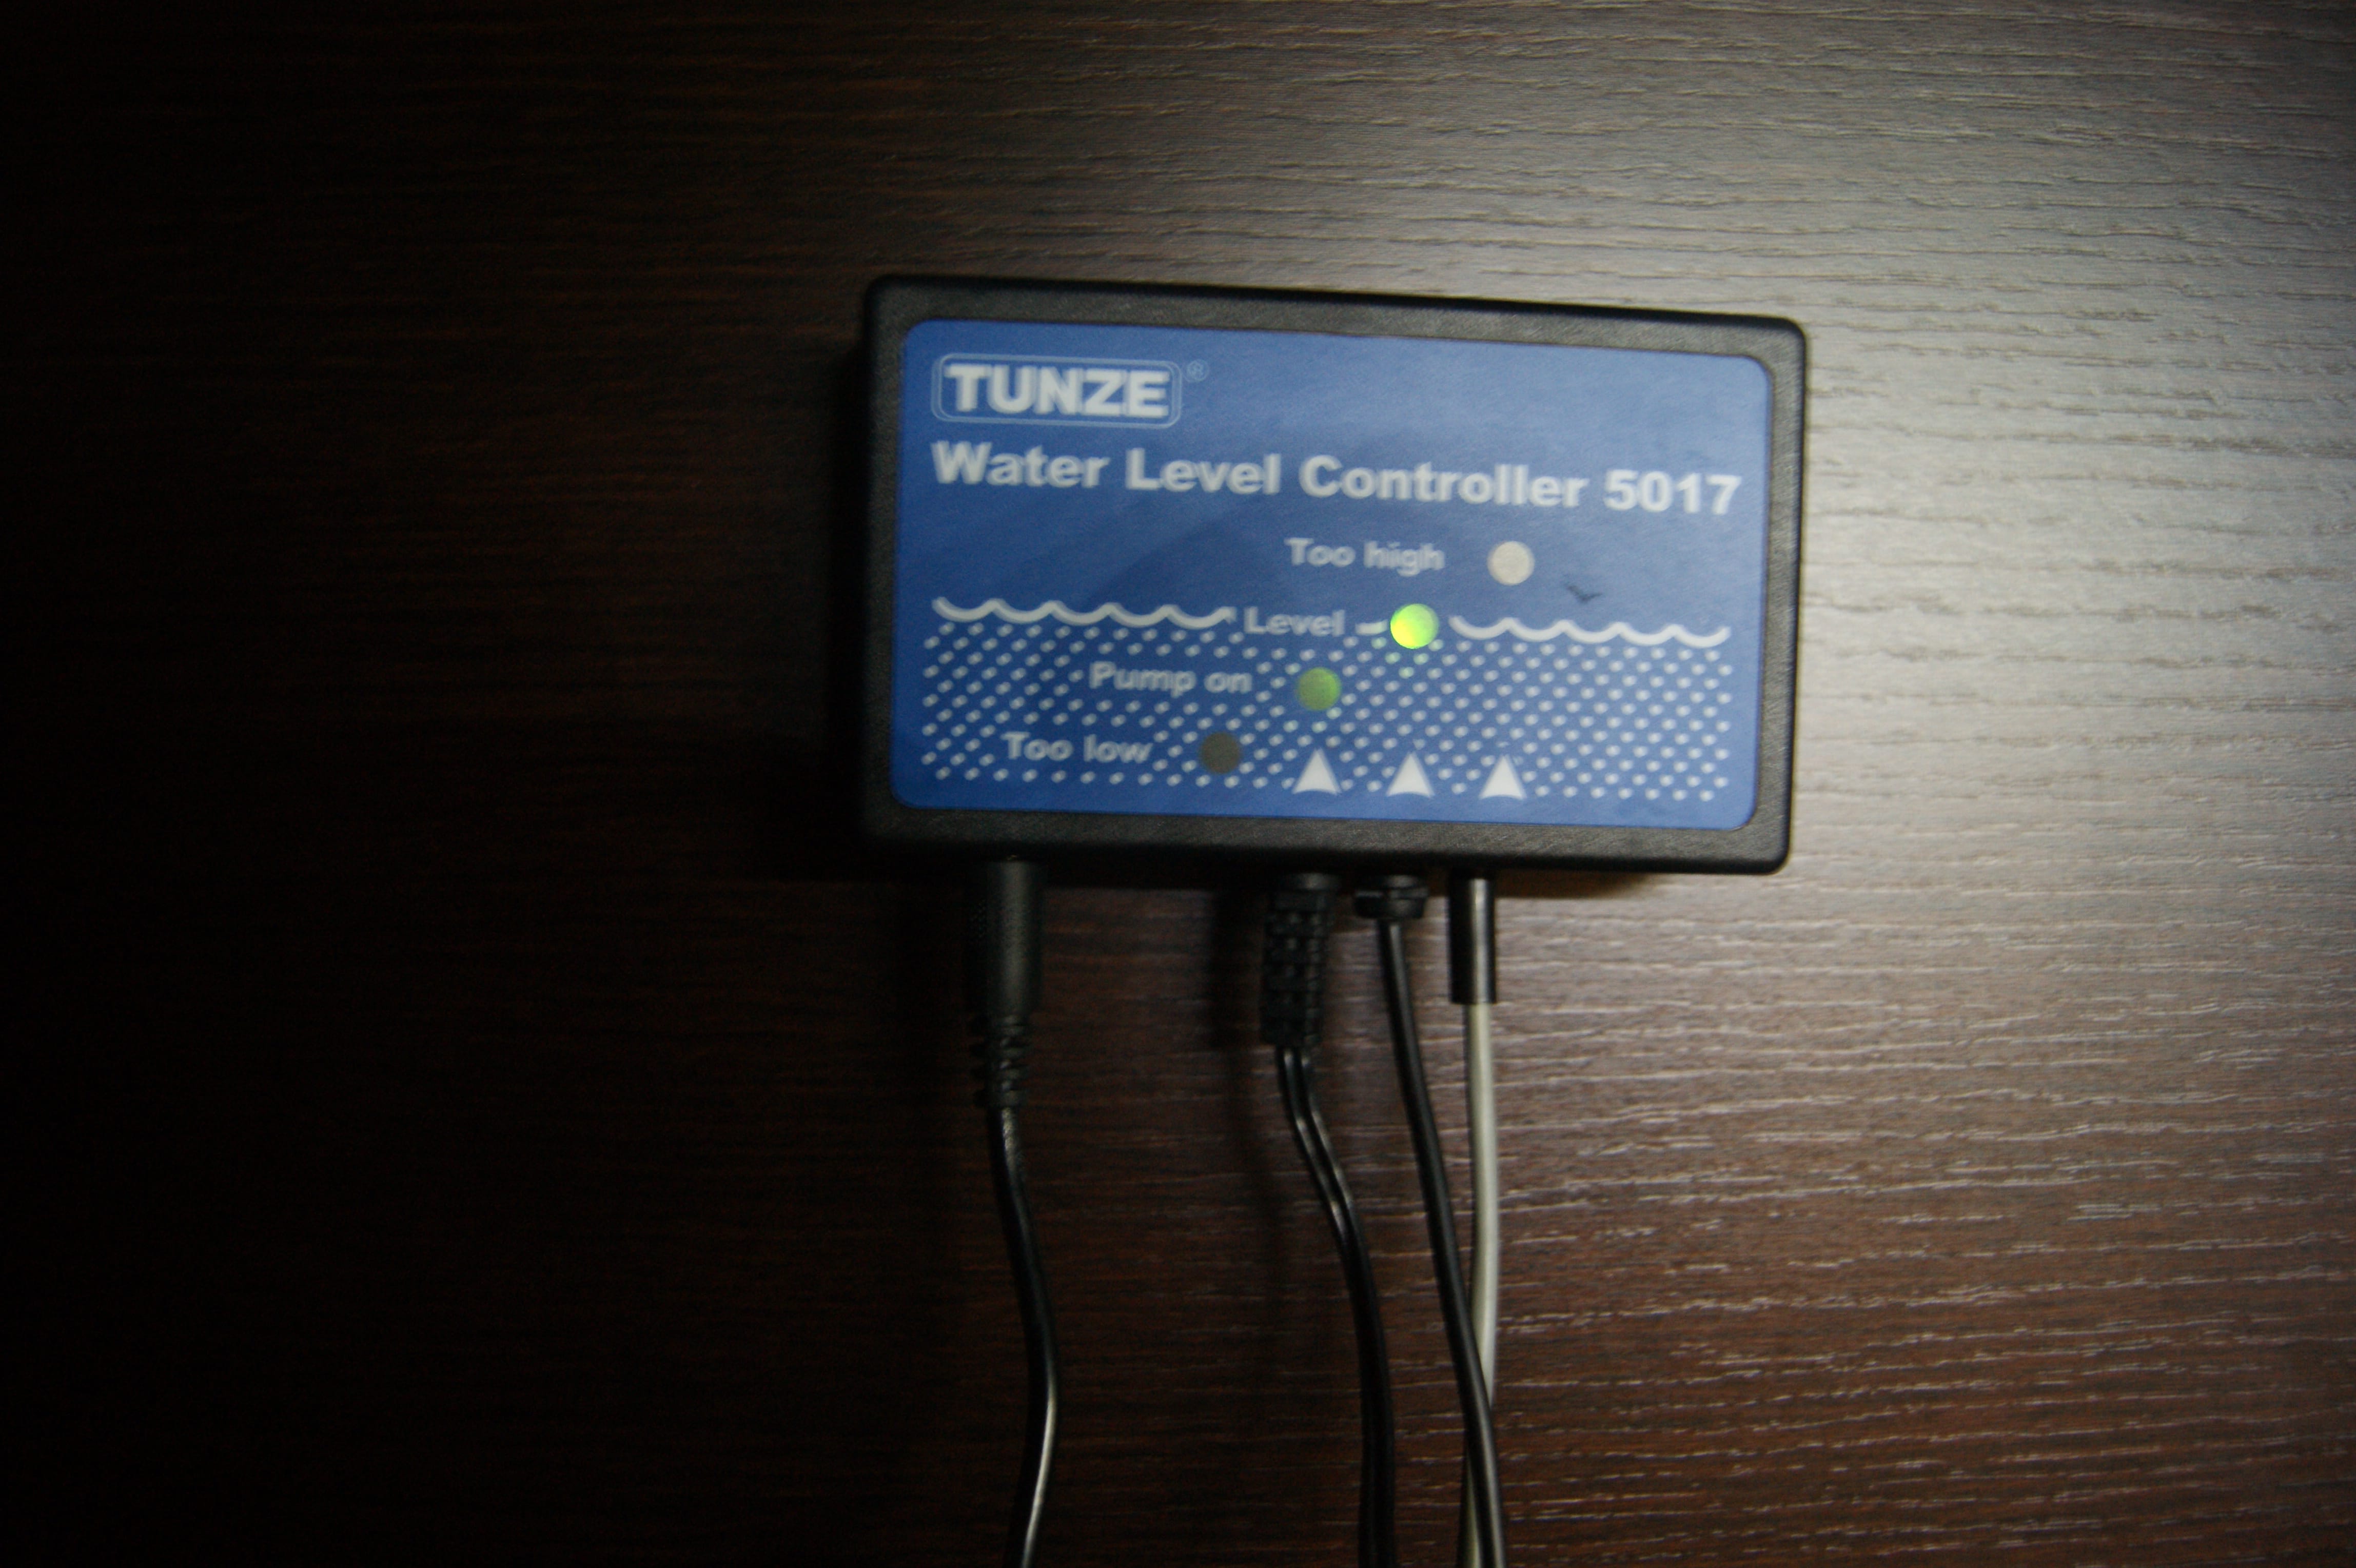 TUNZE®
Water Level Controller 5017
Too high
Level
Pump on
Too low